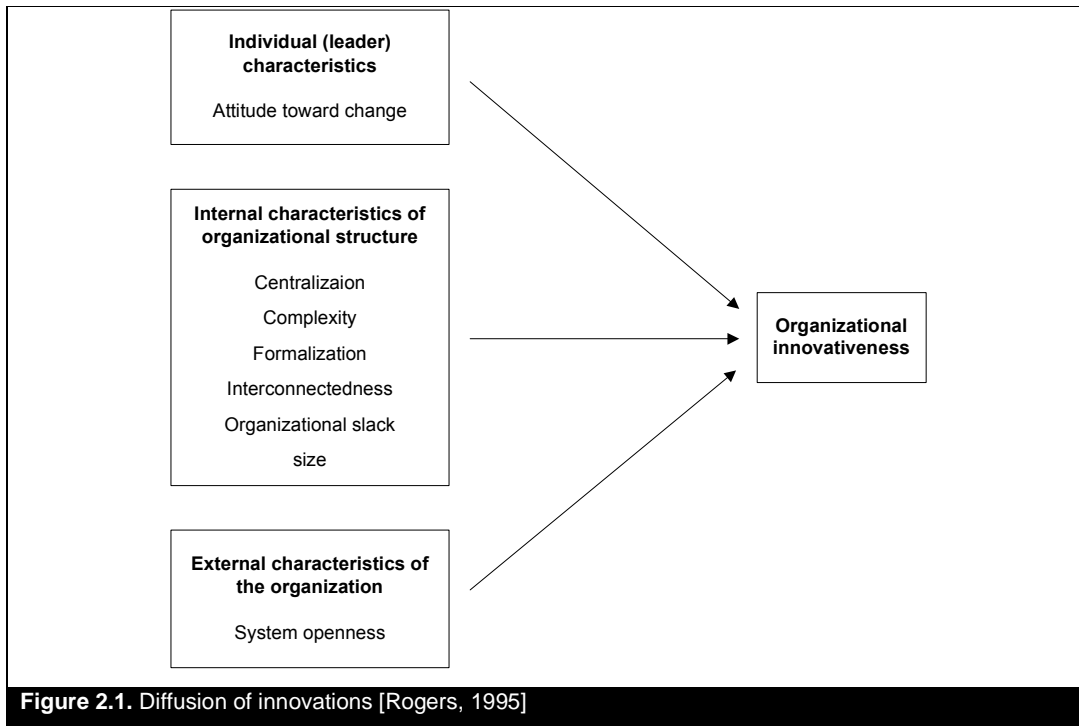 Individual (leader)
characteristics
Attitude toward change
Internal characteristics of
organizational structure
Centralizaion
Complexity
Formalization
Interconnectedness
Organizational slack
size
External characteristics of
the organization
System openness
Organizational
innovativeness
Figure 2.1. Diffusion of innovations [Rogers, 1995]